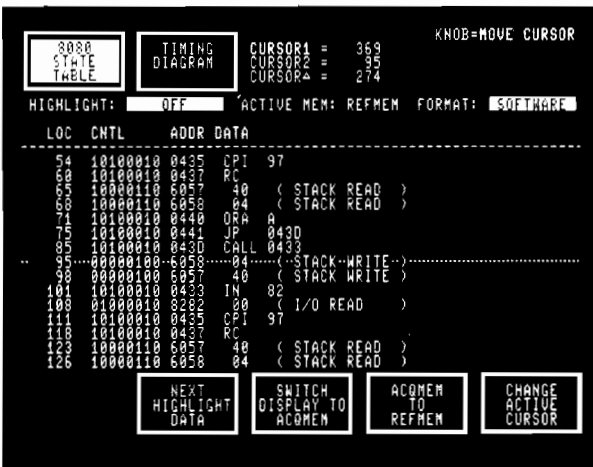 KNOB=MOVE CURSOR
8080
STATE
TABLE
TIMING
DIAGRAM
CURSOR1 = 369
CURSOR2 = 95
CURSOR△ = 274
HIGHLIGHT: OFF ACTIVE MEM: REFMEM FORMAT: SOFTWARE
LOC CNTL ADDR DATA
54 10100010 0435 CPI 97
60 10100010 0437 RC
65 10000110 6057 40 ( STACK READ )
68 10000110 6058 04 ( STACK READ )
71 10100010 0440 ORA A
75 10100010 0441 JP 043D
85 10100010 043D CALL 0433
95 00000100 6058 04 ( STACK WRITE )
98 00000100 6057 40 ( STACK WRITE )
101 10100010 0433 IN 82
108 01000010 8282 00 ( I/O READ )
111 10100010 0435 CPI 97
118 10100010 0437 RC
123 10000110 6057 40 ( STACK READ )
126 10000110 6058 04 ( STACK READ )
NEXT
HIGHLIGHT
DATA
SWITCH
DISPLAY TO
ACQMEM
ACQMEM
TO
REFMEM
CHANGE
ACTIVE
CURSOR